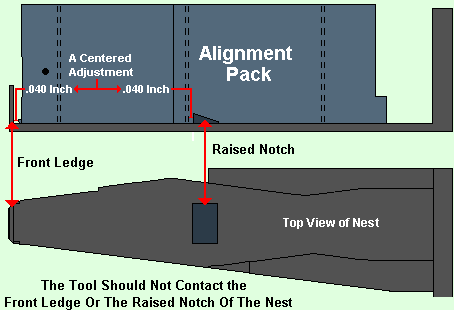 A Centered
Adjustment
.040 Inch
.040 Inch
Alignment
Pack
Front Ledge
Raised Notch
Top View of Nest
The Tool Should Not Contact the
Front Ledge Or The Raised Notch Of The Nest